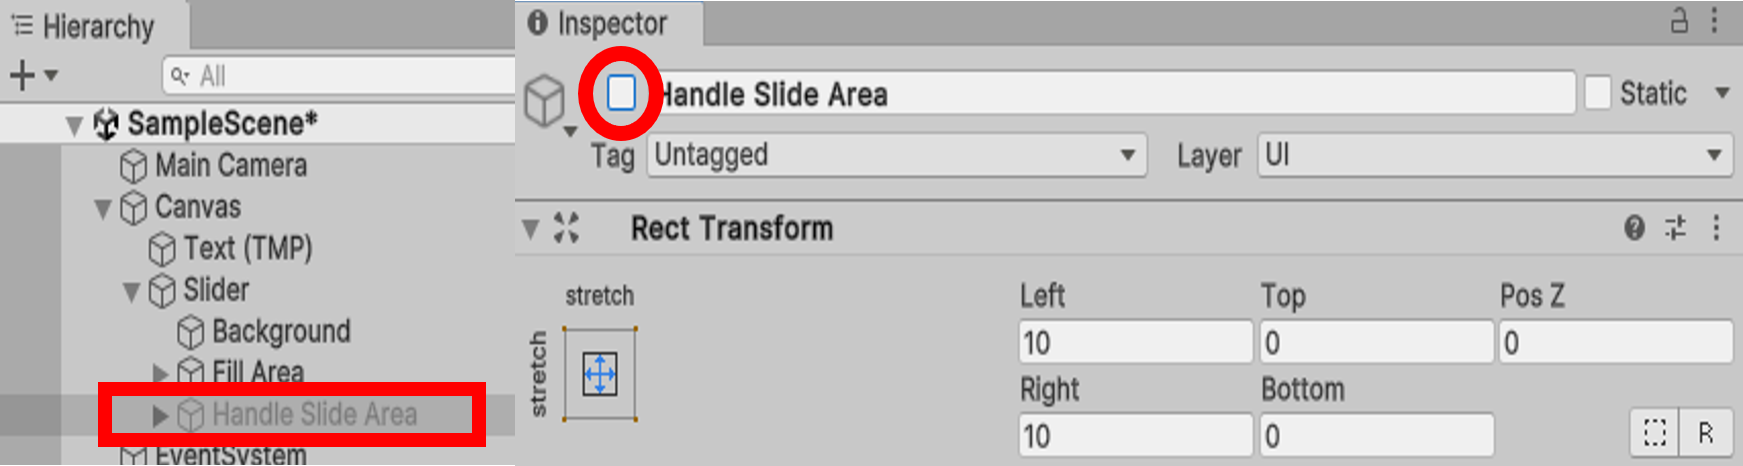 Hierarchy
All
SampleScene*
Main Camera
Canvas
Text (TMP)
Slider
Background
Fill Area
Handle Slide Area
EventSystem
Inspector
Handle Slide Area
Static
Tag Untagged Layer UI
Rect Transform
stretch
stretch
Left Top Pos Z
10 0 0
Right Bottom
10 0 R